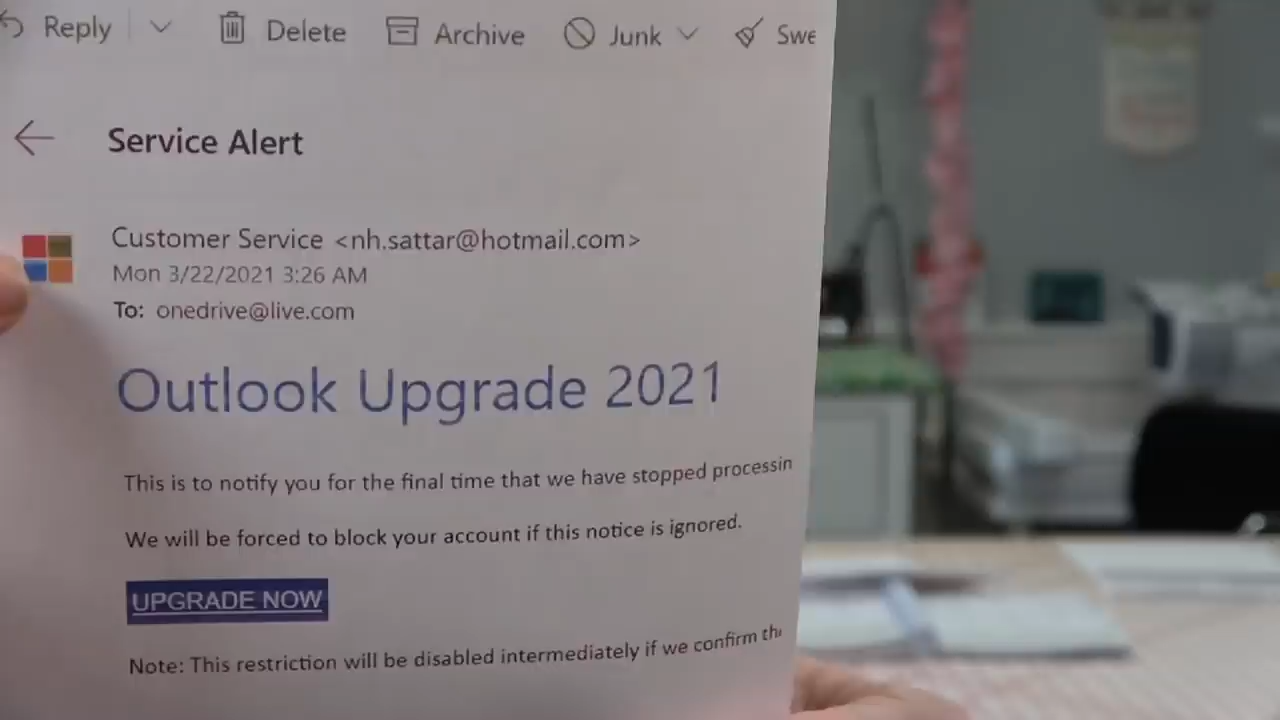 Reply Delete Archive Junk Swe
Service Alert
Customer Service <nh.sattar@hotmail.com>
Mon 3/22/2021 3:26 AM
To: onedrive@live.com
Outlook Upgrade 2021
This is to notify you for the final time that we have stopped processin
We will be forced to block your account if this notice is ignored.
UPGRADE NOW
Note: This restriction will be disabled intermediately if we confirm th